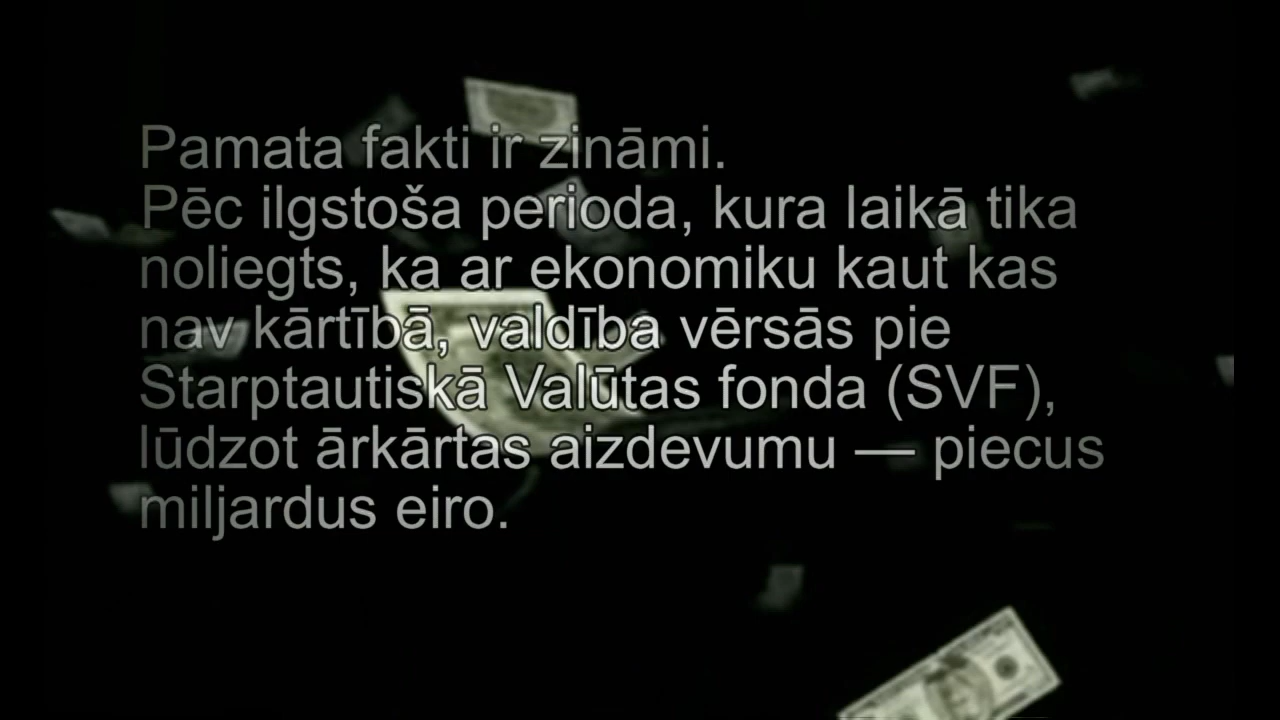 Pamata fakti ir zināmi.
Pēc ilgstoša perioda, kura laikā tika
noliegts, ka ar ekonomiku kaut kas
nav kārtībā, valdība vērsās pie
Starptautiskā Valūtas fonda (SVF),
lūdzot ārkārtas aizdevumu — piecus
miljardus eiro.